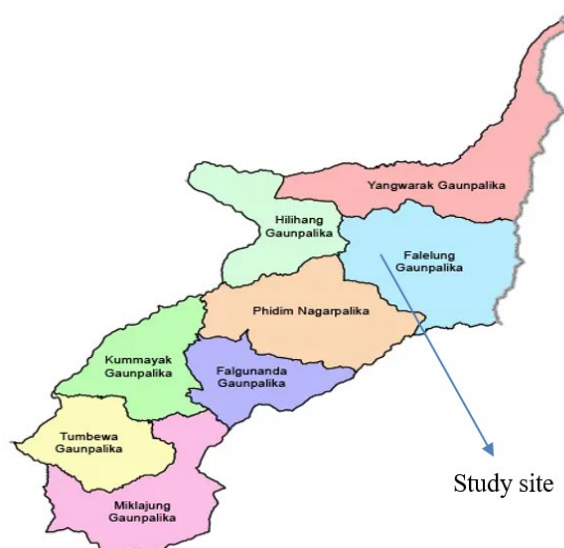 Yangwarak Gaunpalika
Hilihang
Gaunpalika
Falelung
Gaunpalika
Phidim Nagarpalika
Kummayak
Gaunpalika
Falgunanda
Gaunpalika
Tumbewa
Gaunpalika
Study site
Miklajung
Gaunpalika